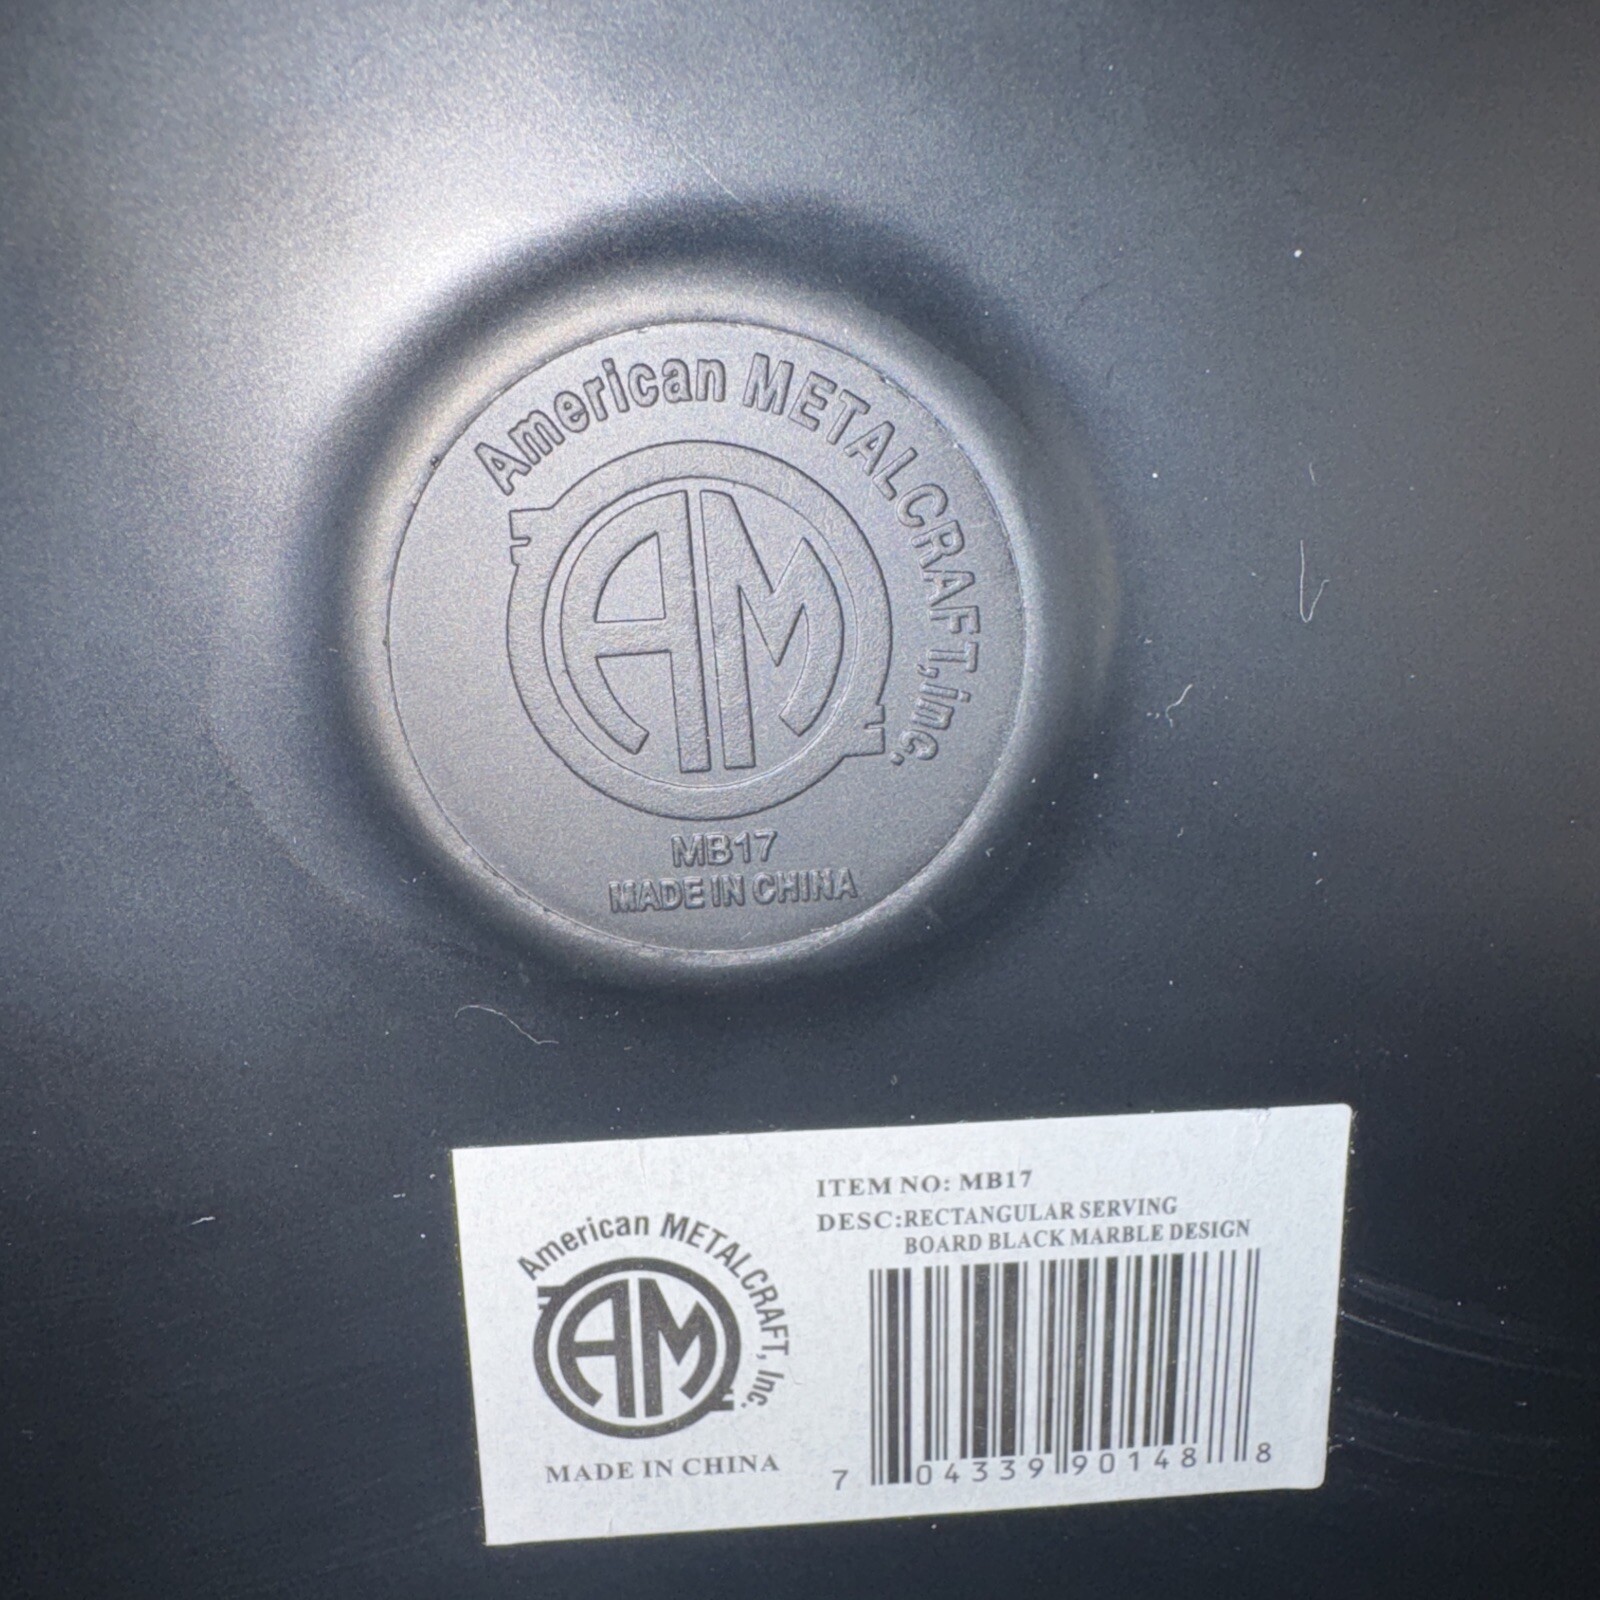 American METALCRAFT, inc.
AM
MB17
MADE IN CHINA
American METALCRAFT, Inc.
AM
MADE IN CHINA
ITEM NO: MB17
DESC:RECTANGULAR SERVING
BOARD BLACK MARBLE DESIGN
7 04339 90148 8